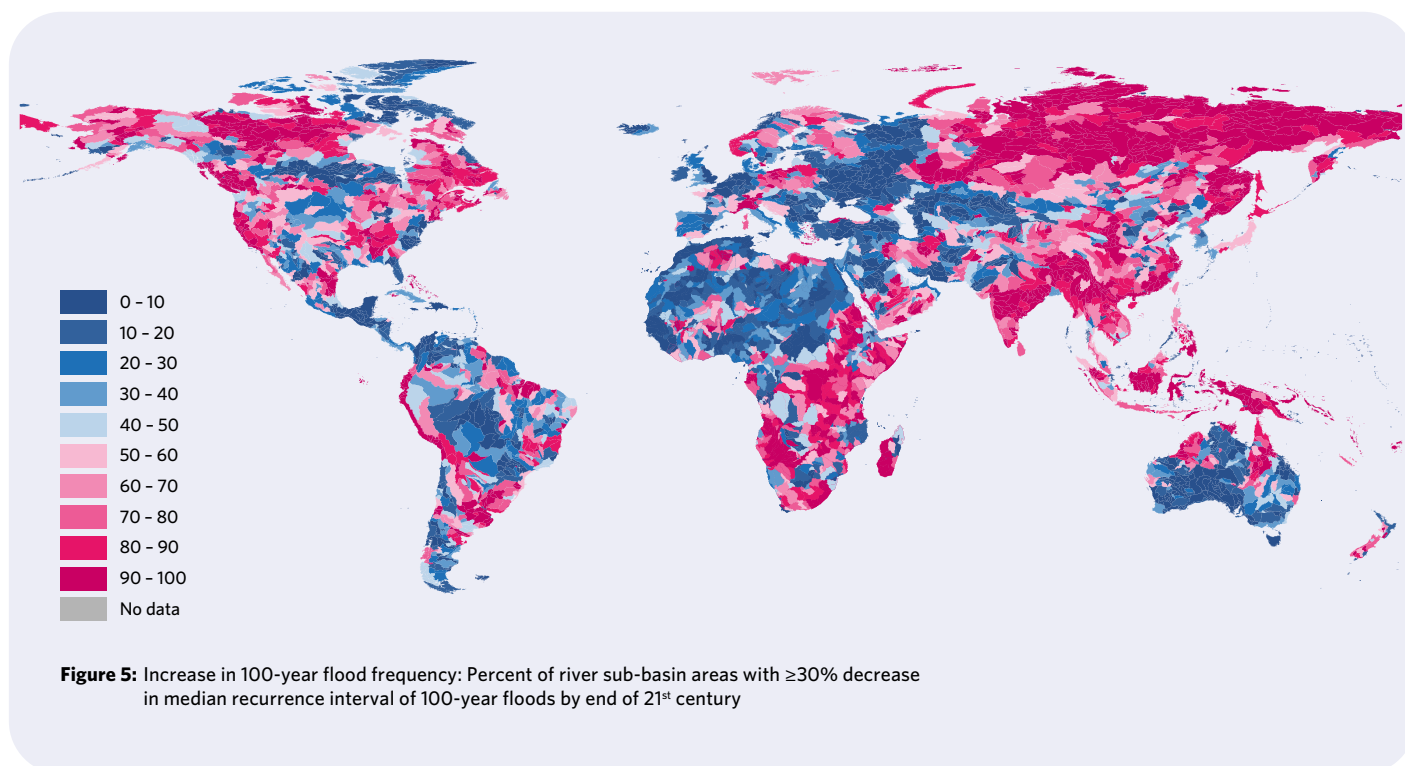 0 – 10
10 – 20
20 – 30
30 – 40
40 – 50
50 – 60
60 – 70
70 – 80
80 – 90
90 – 100
No data
Figure 5: Increase in 100-year flood frequency: Percent of river sub-basin areas with ≥30% decrease
in median recurrence interval of 100-year floods by end of 21st century